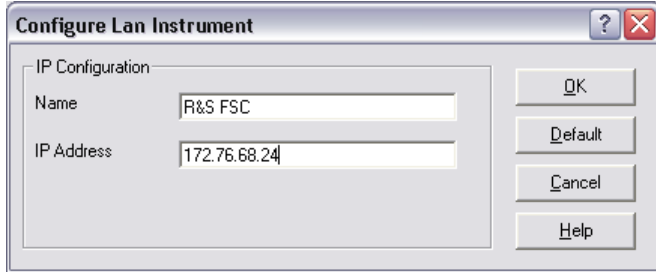 Configure Lan Instrument
?
IP Configuration
Name
R&S FSC
IP Address
172.76.68.24
OK
Default
Cancel
Help